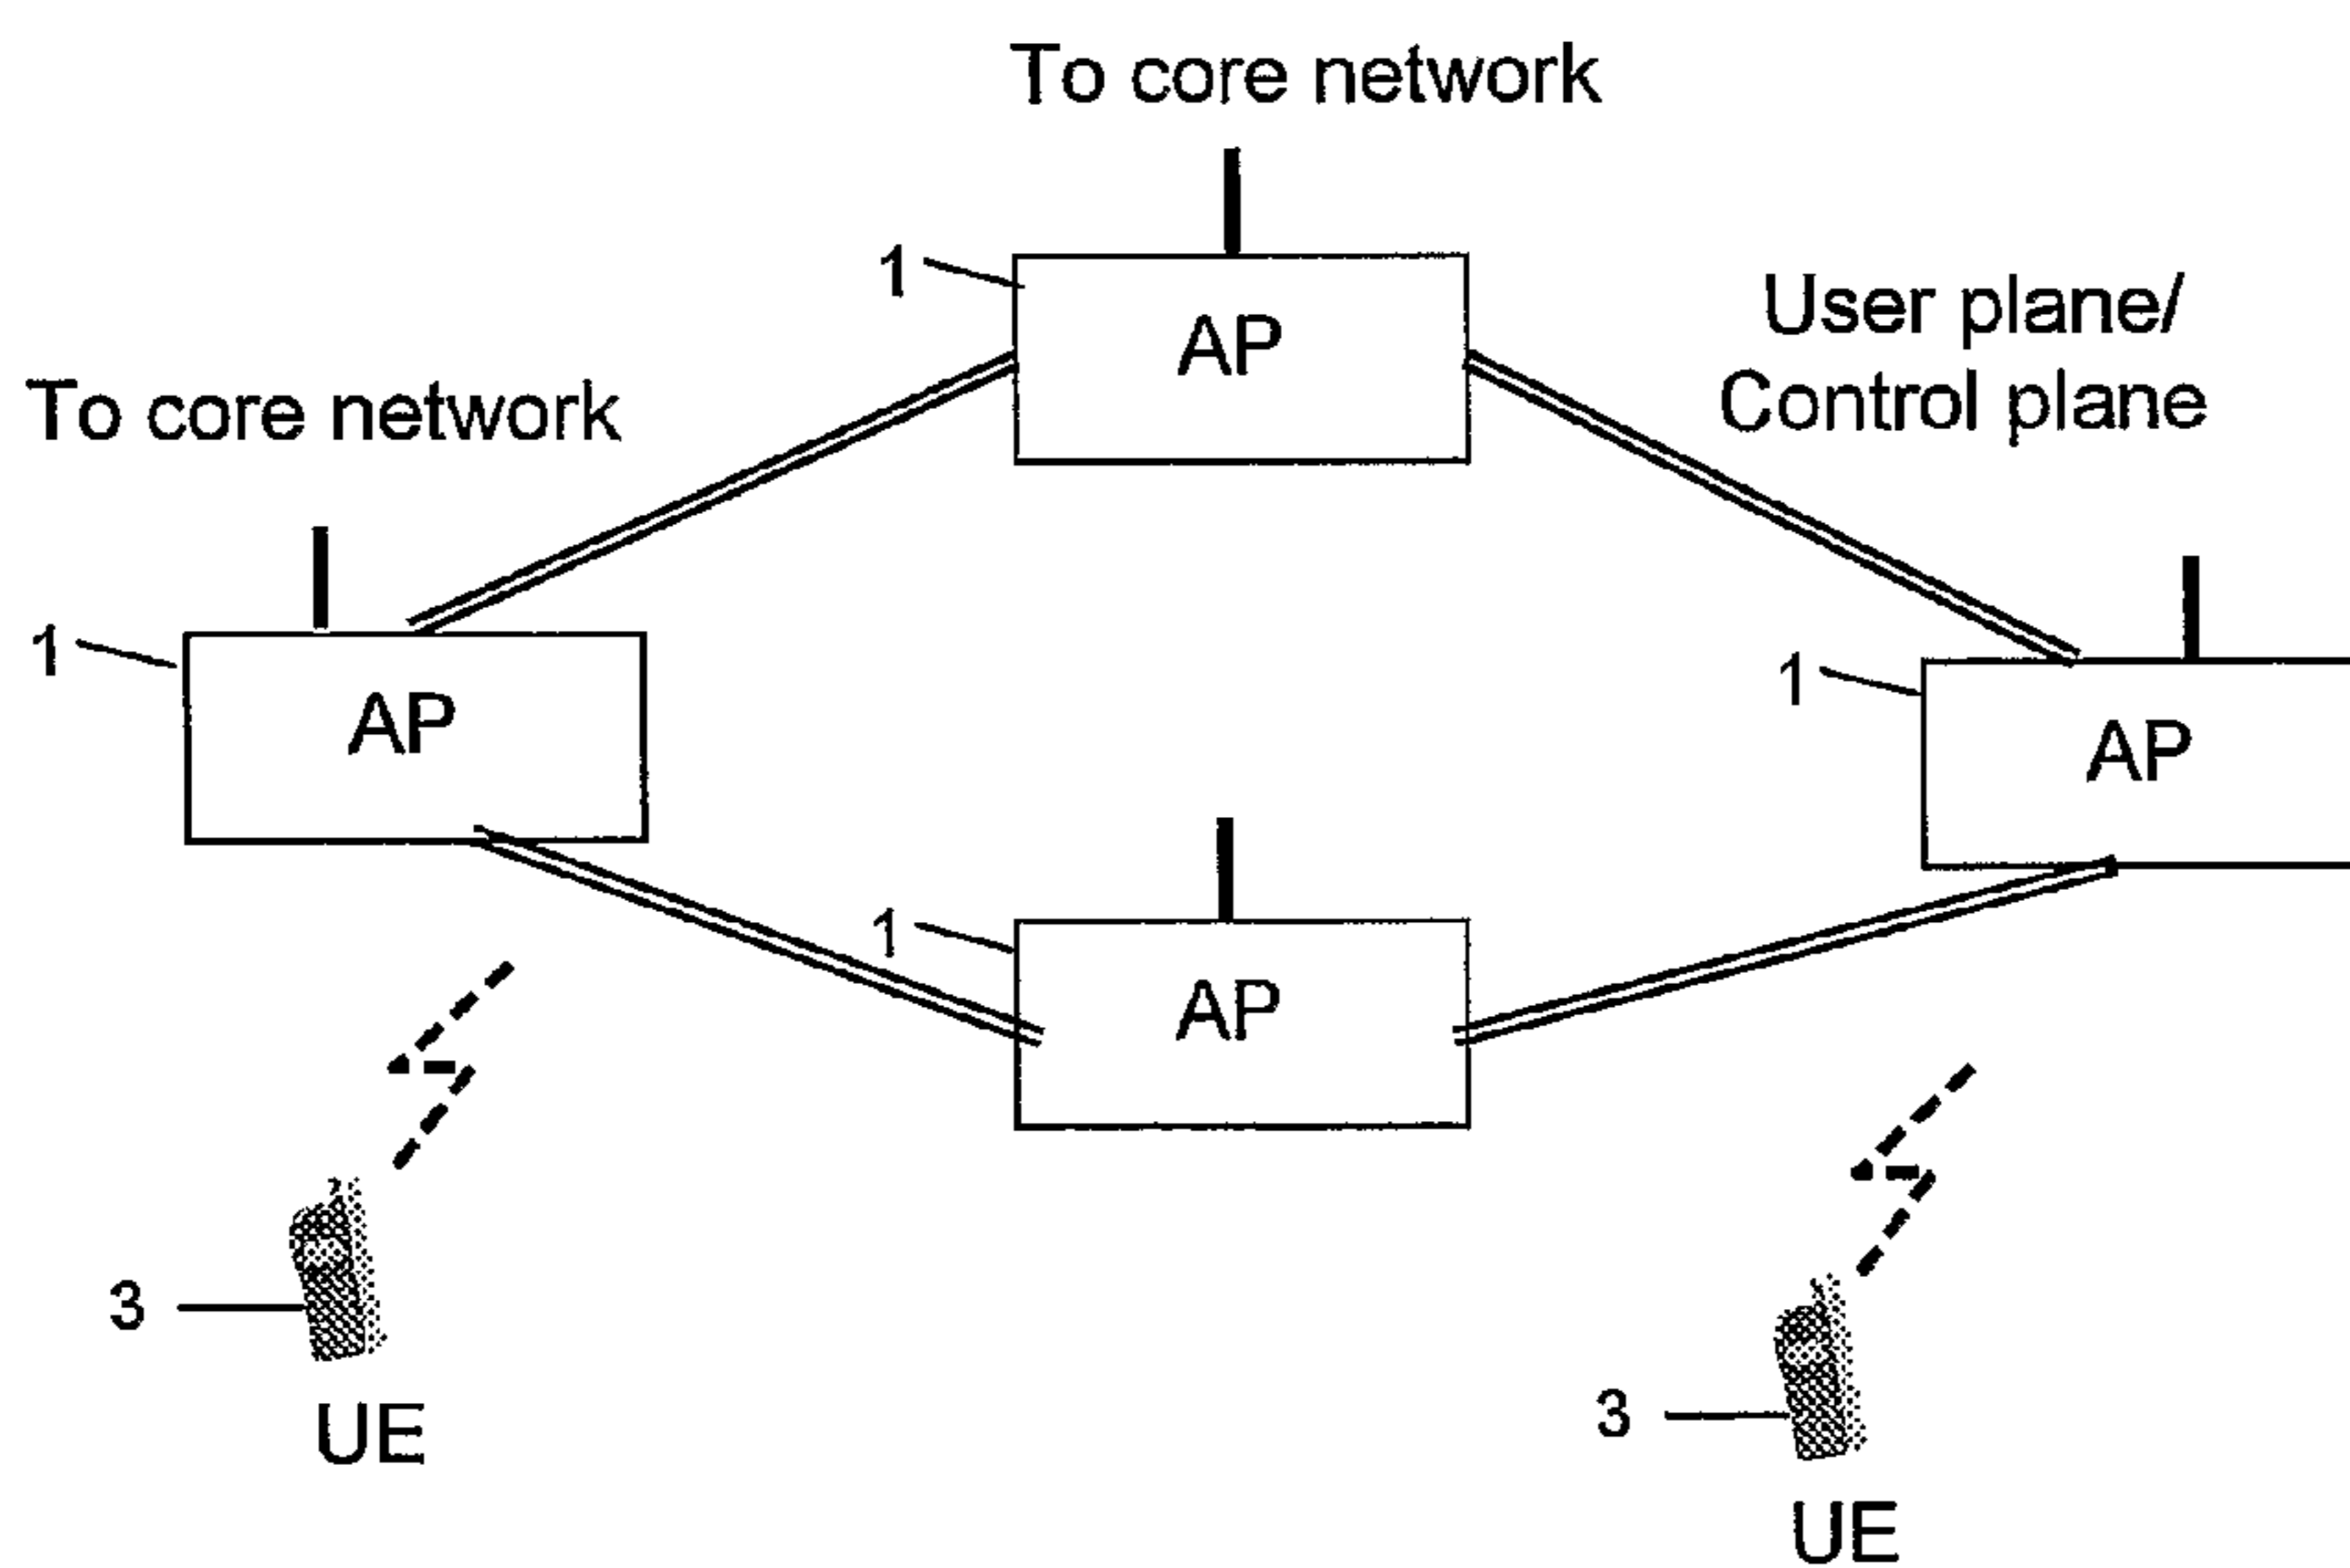 To core network
1
AP
User plane/
Control plane
To core network
1
AP
1
AP
1
AP
3
UE
3
UE